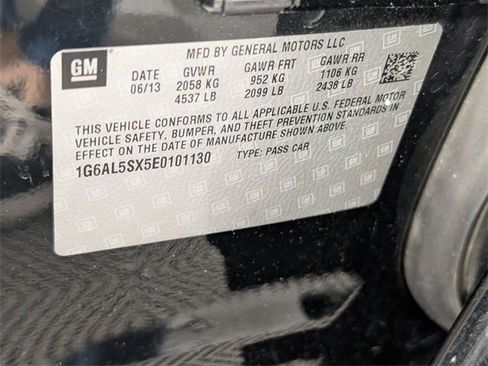 GM
MFD BY GENERAL MOTORS LLC
DATE GVWR GAWR FRT GAWR RR
06/13 2058 KG 952 KG 1106 KG
4537 LB 2099 LB 2438 LB
THIS VEHICLE CONFORMS TO ALL APPLICABLE U.S. FEDERAL MOTOR
VEHICLE SAFETY, BUMPER, AND THEFT PREVENTION STANDARDS IN
EFFECT ON THE DATE OF MANUFACTURE SHOWN ABOVE.
1G6AL5SX5E0101130 TYPE: PASS CAR